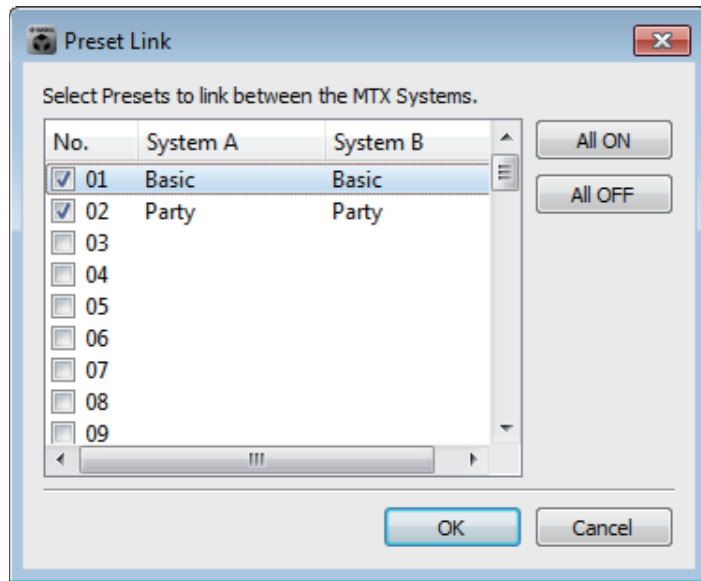 Preset Link
Select Presets to link between the MTX Systems.
No. System A System B
01 Basic Basic
02 Party Party
03
04
05
06
07
08
09
All ON
All OFF
OK Cancel